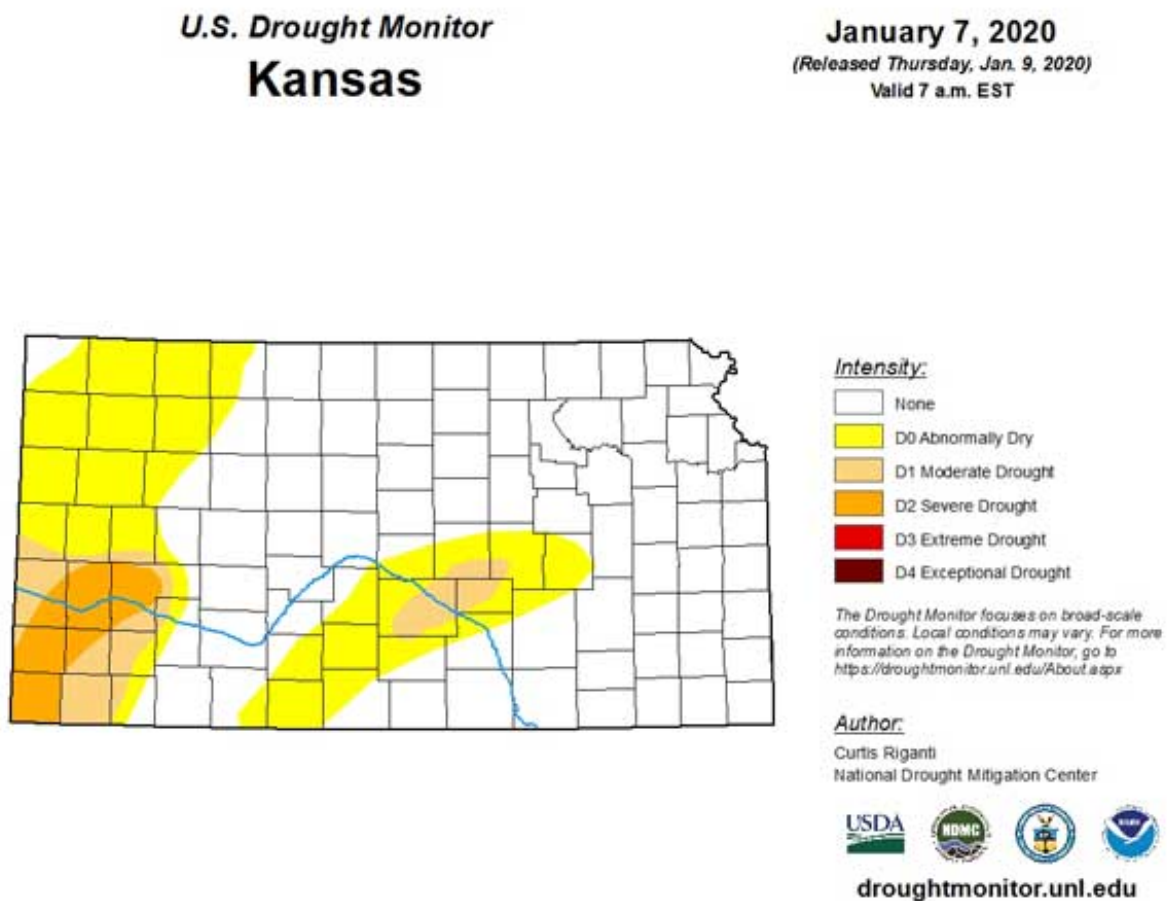 U.S. Drought Monitor
Kansas
January 7, 2020
(Released Thursday, Jan. 9, 2020)
Valid 7 a.m. EST
Intensity:
None
D0 Abnormally Dry
D1 Moderate Drought
D2 Severe Drought
D3 Extreme Drought
D4 Exceptional Drought
The Drought Monitor focuses on broad-scale
conditions. Local conditions may vary. For more
information on the Drought Monitor, go to
https://droughtmonitor.unl.edu/About.aspx
Author:
Curtis Riganti
National Drought Mitigation Center
USDA
NDMC
droughtmonitor.unl.edu